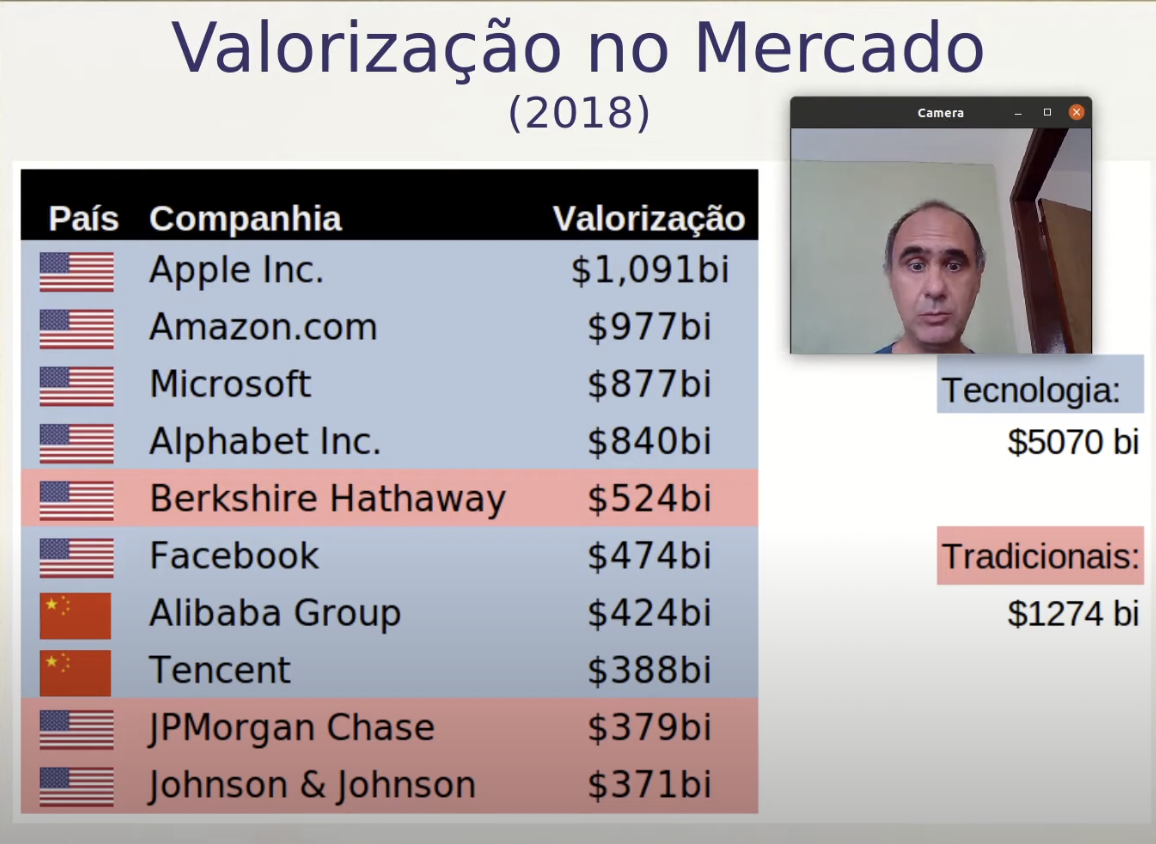 Valorização no Mercado
(2018)
Camera
País Companhia Valorização
Apple Inc. $1,091bi
Amazon.com $977bi
Microsoft $877bi
Alphabet Inc. $840bi
Berkshire Hathaway $524bi
Facebook $474bi
Alibaba Group $424bi
Tencent $388bi
JPMorgan Chase $379bi
Johnson & Johnson $371bi
Tecnologia:
$5070 bi
Tradicionais:
$1274 bi